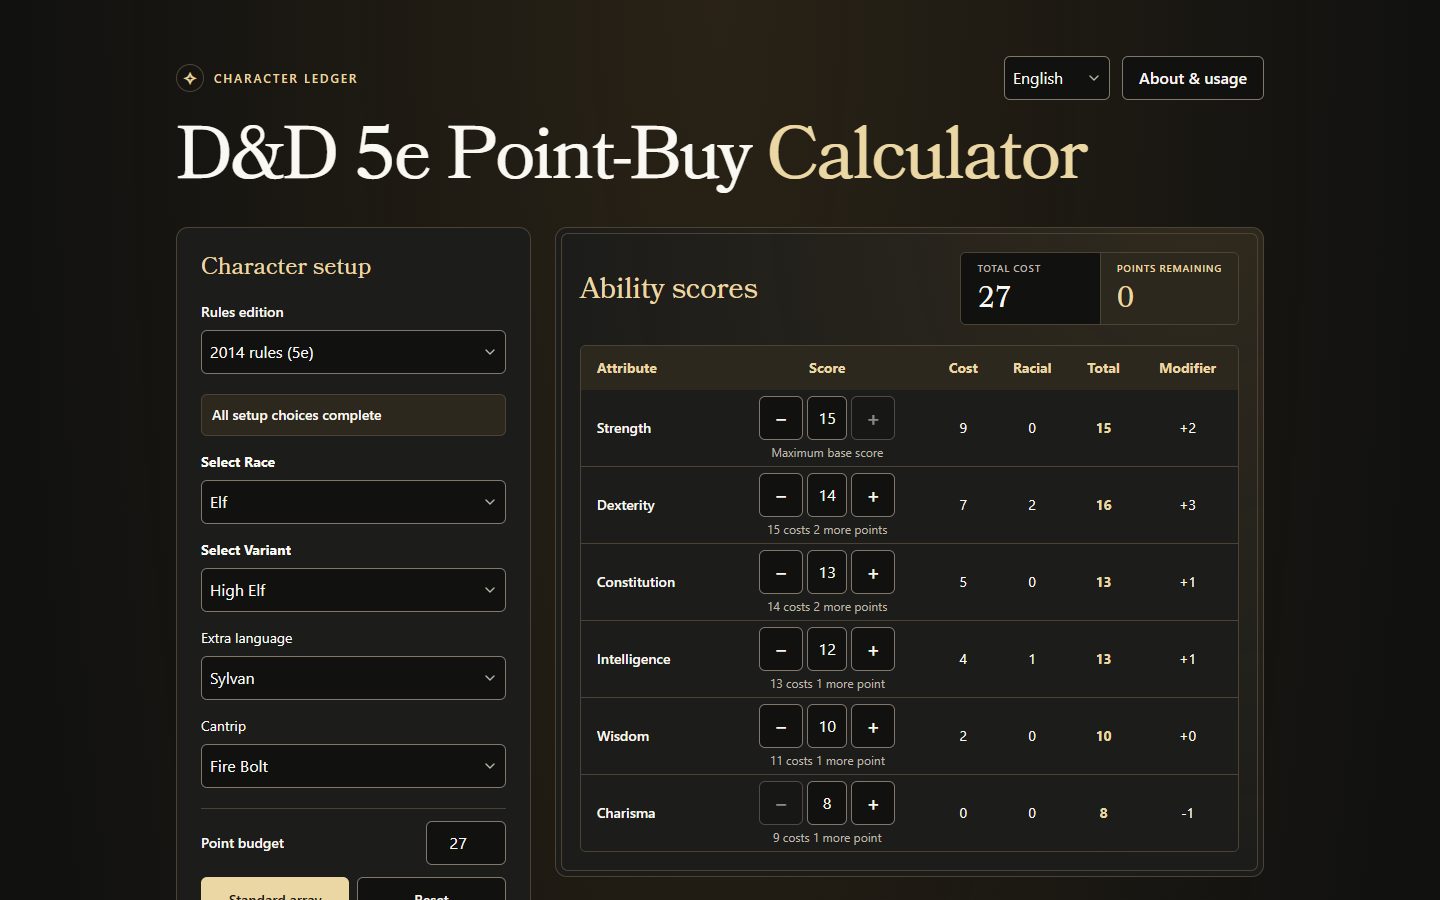 CHARACTER LEDGER
English
About & usage
D&D 5e Point-Buy Calculator
Character setup
Rules edition
2014 rules (5e)
All setup choices complete
Select Race
Elf
Select Variant
High Elf
Extra language
Sylvan
Cantrip
Fire Bolt
Point budget
27
Standard array
Reset
Ability scores
TOTAL COST
27
POINTS REMAINING
0
Attribute Score Cost Racial Total Modifier
Strength − 15 + 9 0 15 +2
Maximum base score
Dexterity − 14 + 7 2 16 +3
15 costs 2 more points
Constitution − 13 + 5 0 13 +1
14 costs 2 more points
Intelligence − 12 + 4 1 13 +1
13 costs 1 more point
Wisdom − 10 + 2 0 10 +0
11 costs 1 more point
Charisma − 8 + 0 0 8 -1
9 costs 1 more point